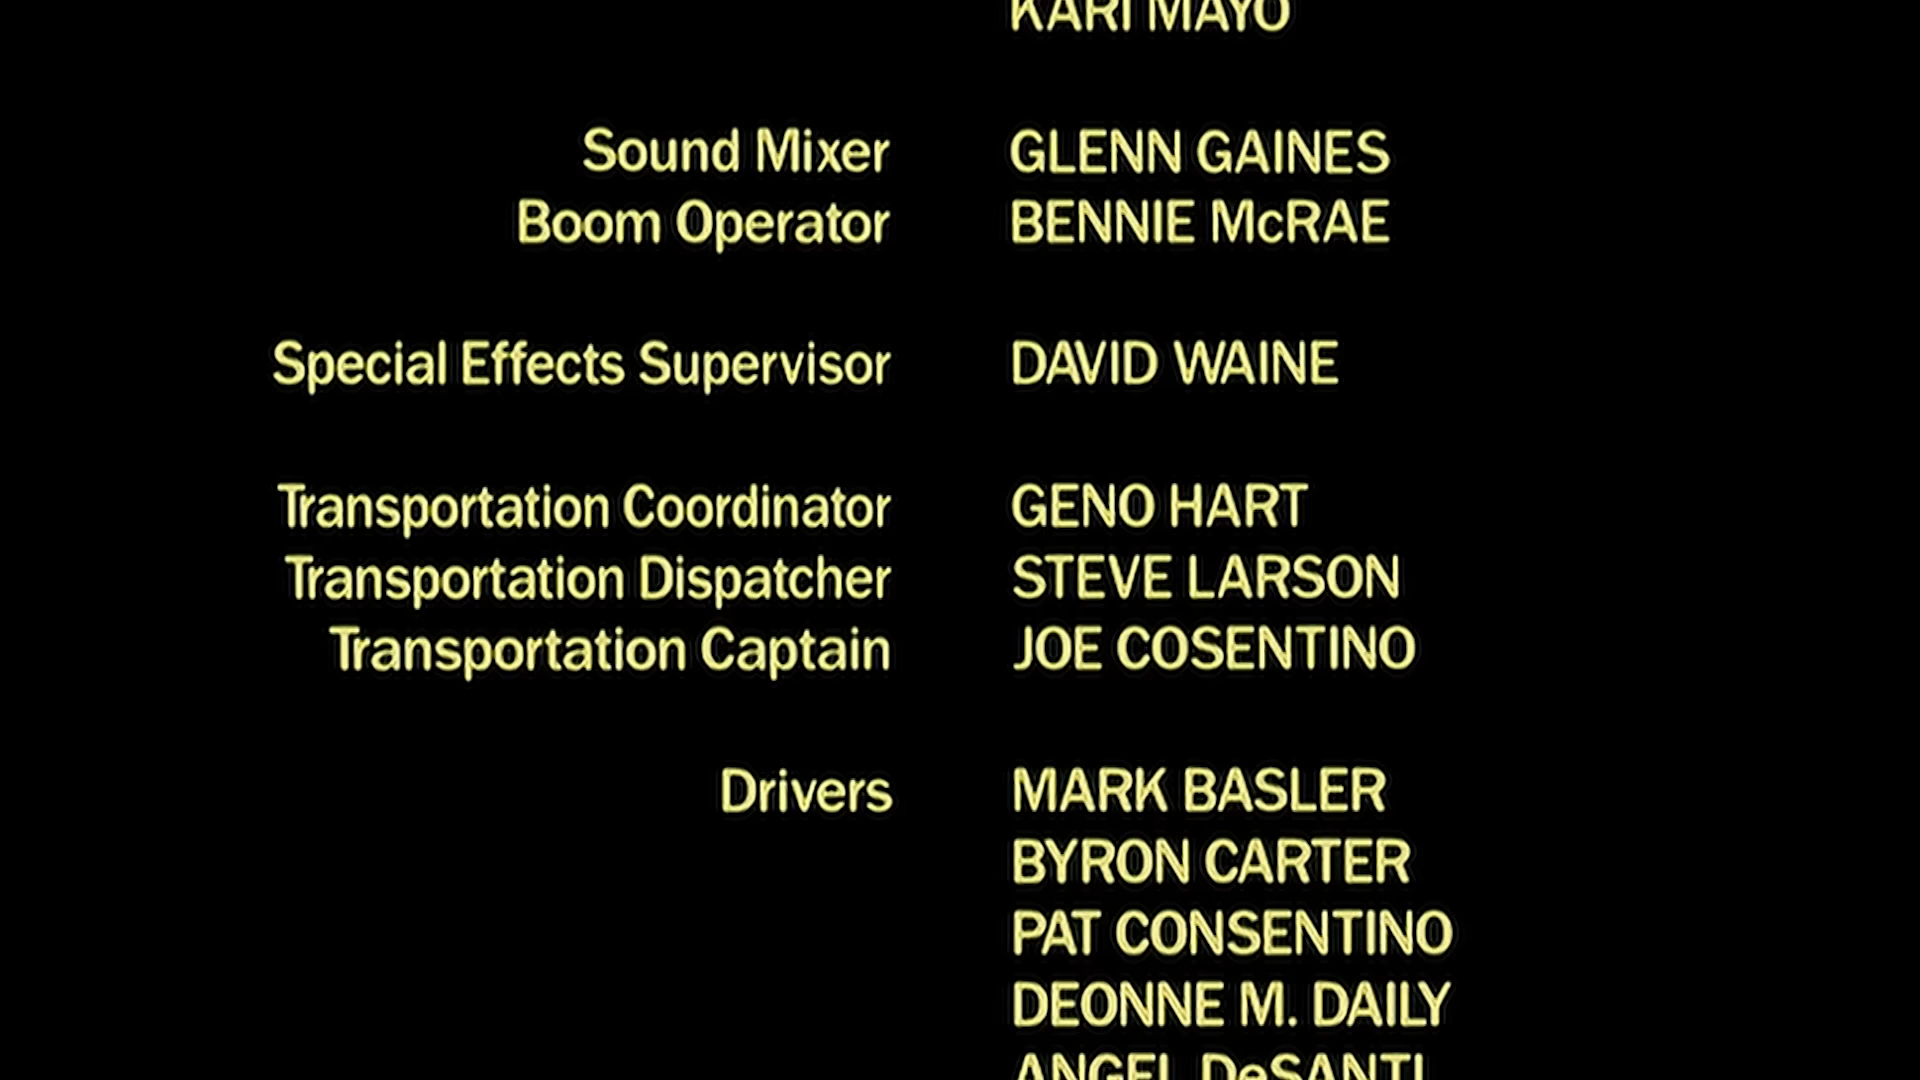 KARI MAYO
Sound Mixer GLENN GAINES
Boom Operator BENNIE McRAE
Special Effects Supervisor DAVID WAINE
Transportation Coordinator GENO HART
Transportation Dispatcher STEVE LARSON
Transportation Captain JOE COSENTINO
Drivers MARK BASLER
BYRON CARTER
PAT CONSENTINO
DEONNE M. DAILY
ANGEL DeSANTI